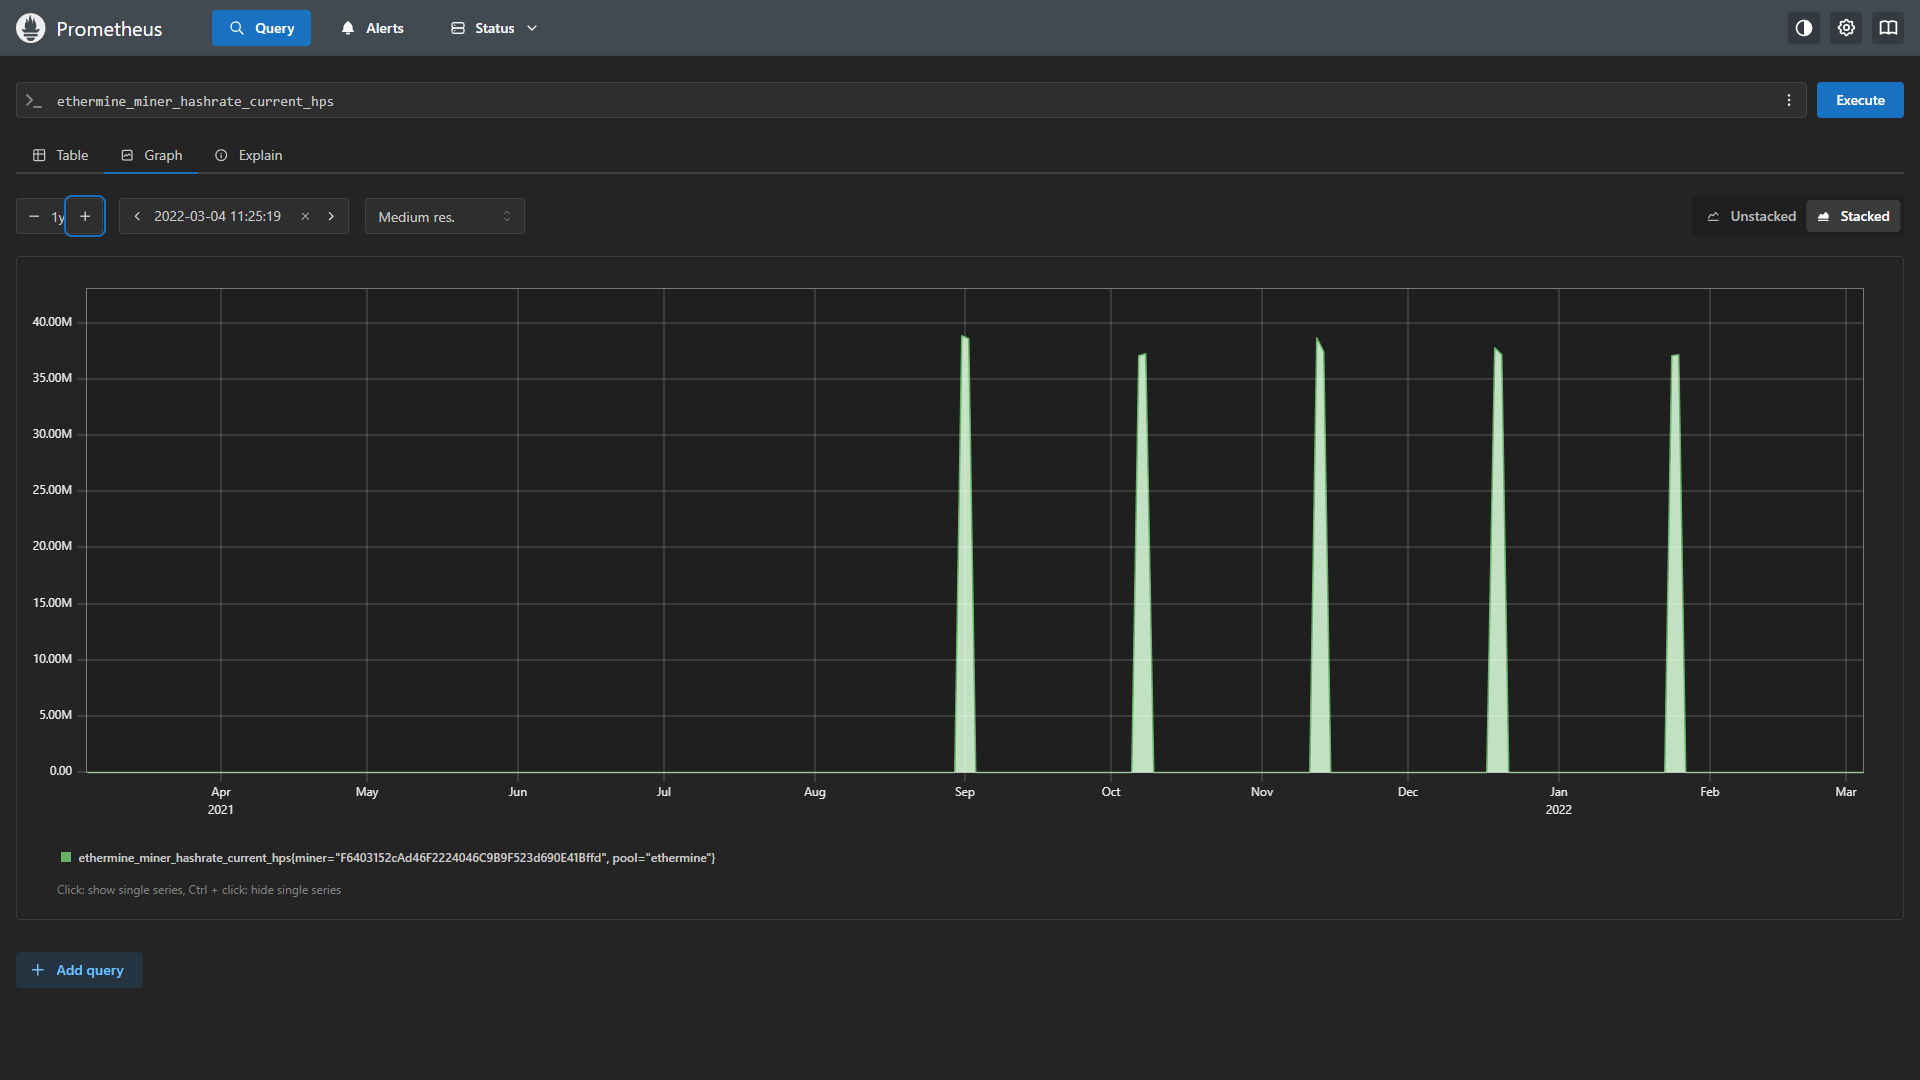 Prometheus
Query
Alerts
Status
ethermine_miner_hashrate_current_hps
Execute
Table
Graph
Explain
1y
2022-03-04 11:25:19
Medium res.
Unstacked
Stacked
40.00M
35.00M
30.00M
25.00M
20.00M
15.00M
10.00M
5.00M
0.00
Apr
2021
May
Jun
Jul
Aug
Sep
Oct
Nov
Dec
Jan
2022
Feb
Mar
ethermine_miner_hashrate_current_hps{miner="F6403152cAd46F2224046C9B9F523d690E41Bffd", pool="ethermine"}
Click: show single series, Ctrl + click: hide single series
Add query